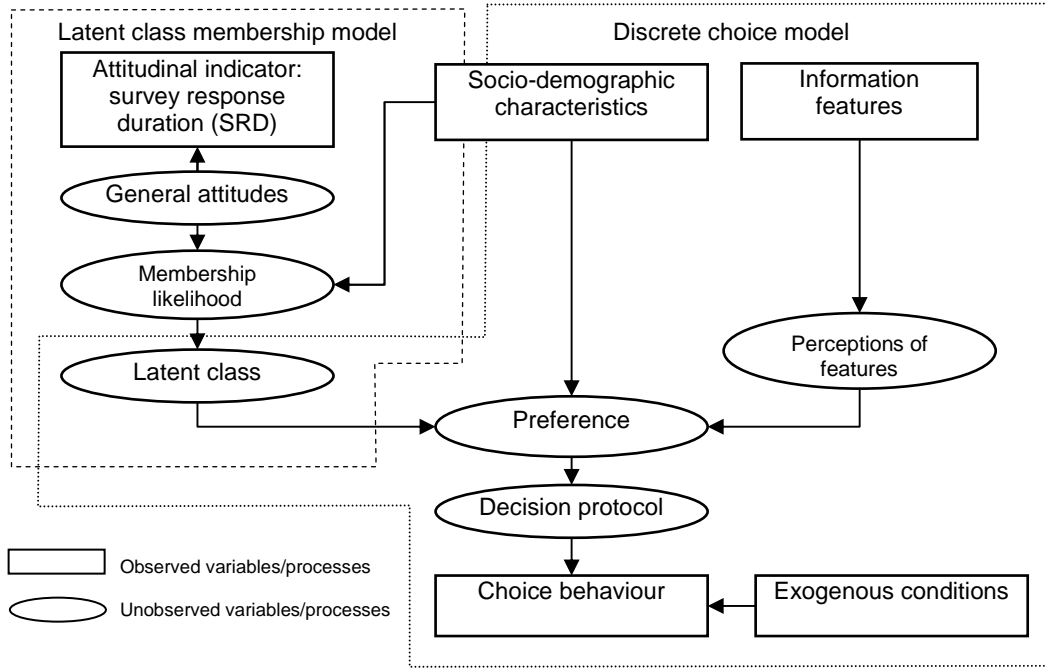 Latent class membership model
Discrete choice model
Attitudinal indicator:
survey response
duration (SRD)
Socio-demographic
characteristics
Information
features
General attitudes
Membership
likelihood
Latent class
Perceptions of
features
Preference
Decision protocol
Choice behaviour
Exogenous conditions
Observed variables/processes
Unobserved variables/processes